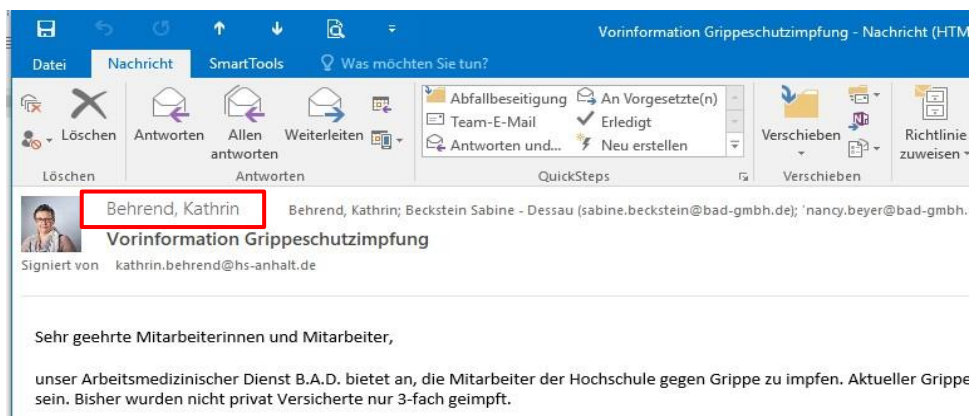 Vorinformation Grippeschutzimpfung - Nachricht (HTM
Datei Nachricht SmartTools Was möchten Sie tun?
Löschen
Antworten
Allen antworten
Weiterleiten
Abfallbeseitigung An Vorgesetzte(n)
Team-E-Mail Erledigt
Antworten und... Neu erstellen
Verschieben
Richtlinie
zuweisen
Löschen Antworten QuickSteps Verschieben
Behrend, Kathrin Behrend, Kathrin; Beckstein Sabine - Dessau (sabine.beckstein@bad-gmbh.de); 'nancy.beyer@bad-gmbh.
Vorinformation Grippeschutzimpfung
Signiert von kathrin.behrend@hs-anhalt.de
Sehr geehrte Mitarbeiterinnen und Mitarbeiter,
unser Arbeitsmedizinischer Dienst B.A.D. bietet an, die Mitarbeiter der Hochschule gegen Grippe zu impfen. Aktueller Grippe
sein. Bisher wurden nicht privat Versicherte nur 3-fach geimpft.